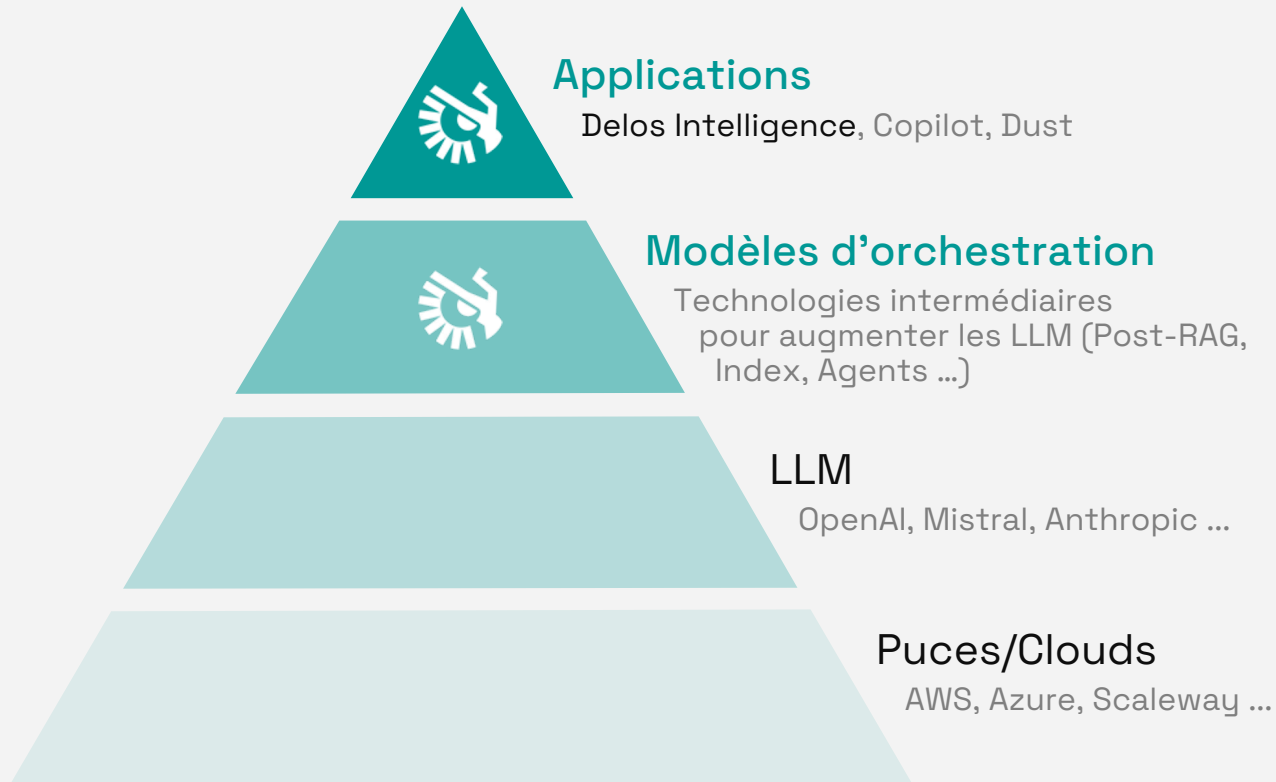 Applications
Delos Intelligence, Copilot, Dust
Modèles d’orchestration
Technologies intermédiaires
pour augmenter les LLM (Post-RAG,
Index, Agents ...)
LLM
OpenAI, Mistral, Anthropic ...
Puces/Clouds
AWS, Azure, Scaleway ...